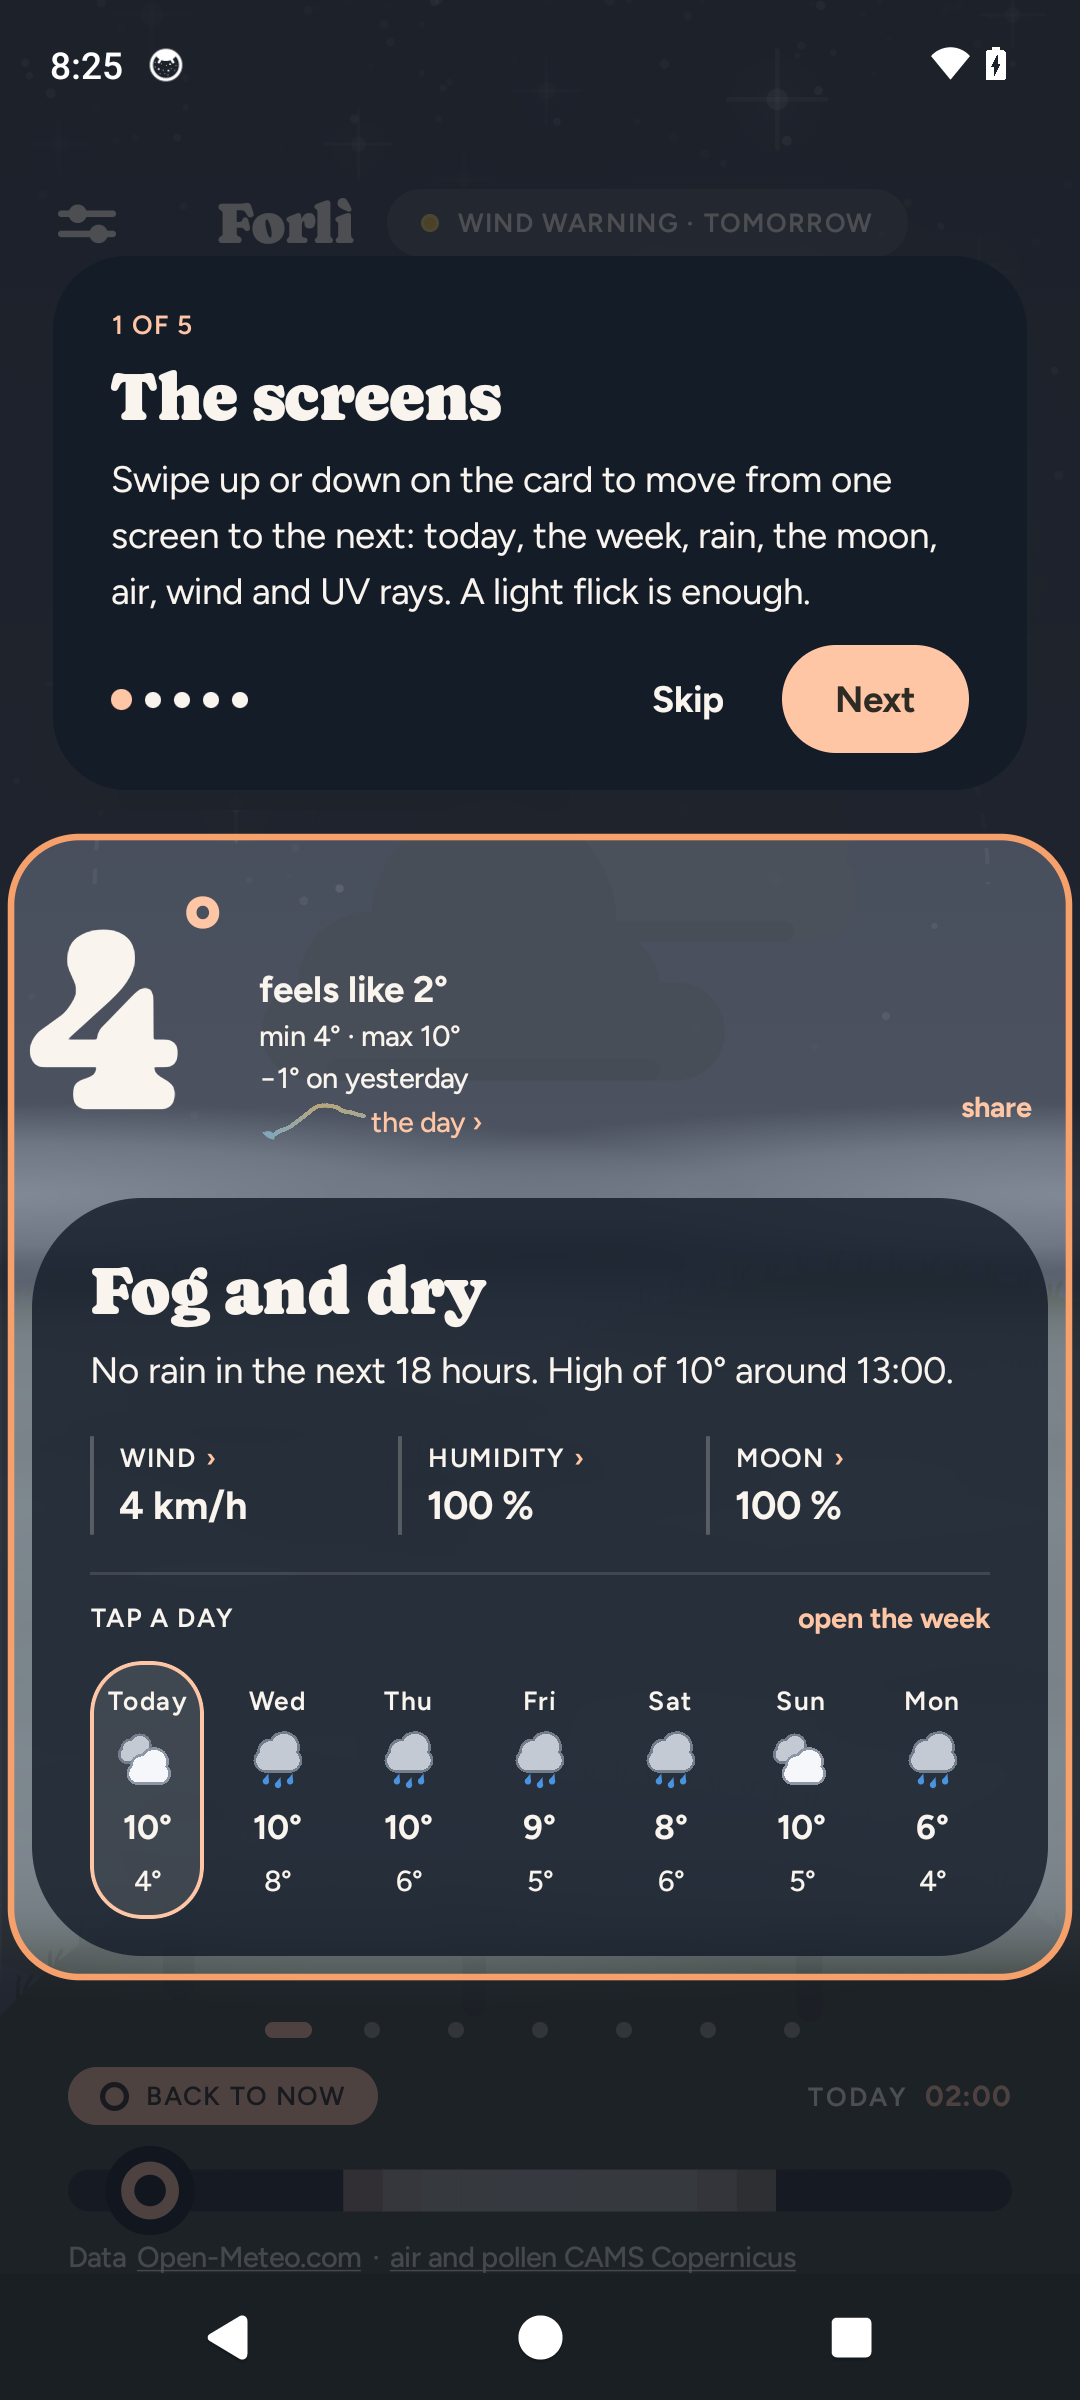 8:25
Forlì
WIND WARNING · TOMORROW
1 OF 5
The screens
Swipe up or down on the card to move from one
screen to the next: today, the week, rain, the moon,
air, wind and UV rays. A light flick is enough.
Skip
Next
4°
feels like 2°
min 4° · max 10°
−1° on yesterday
the day ›
share
Fog and dry
No rain in the next 18 hours. High of 10° around 13:00.
WIND › HUMIDITY › MOON ›
4 km/h 100 % 100 %
TAP A DAY
open the week
Today Wed Thu Fri Sat Sun Mon
10° 10° 10° 9° 8° 10° 6°
4° 8° 6° 5° 6° 5° 4°
BACK TO NOW
TODAY 02:00
Data Open-Meteo.com · air and pollen CAMS Copernicus